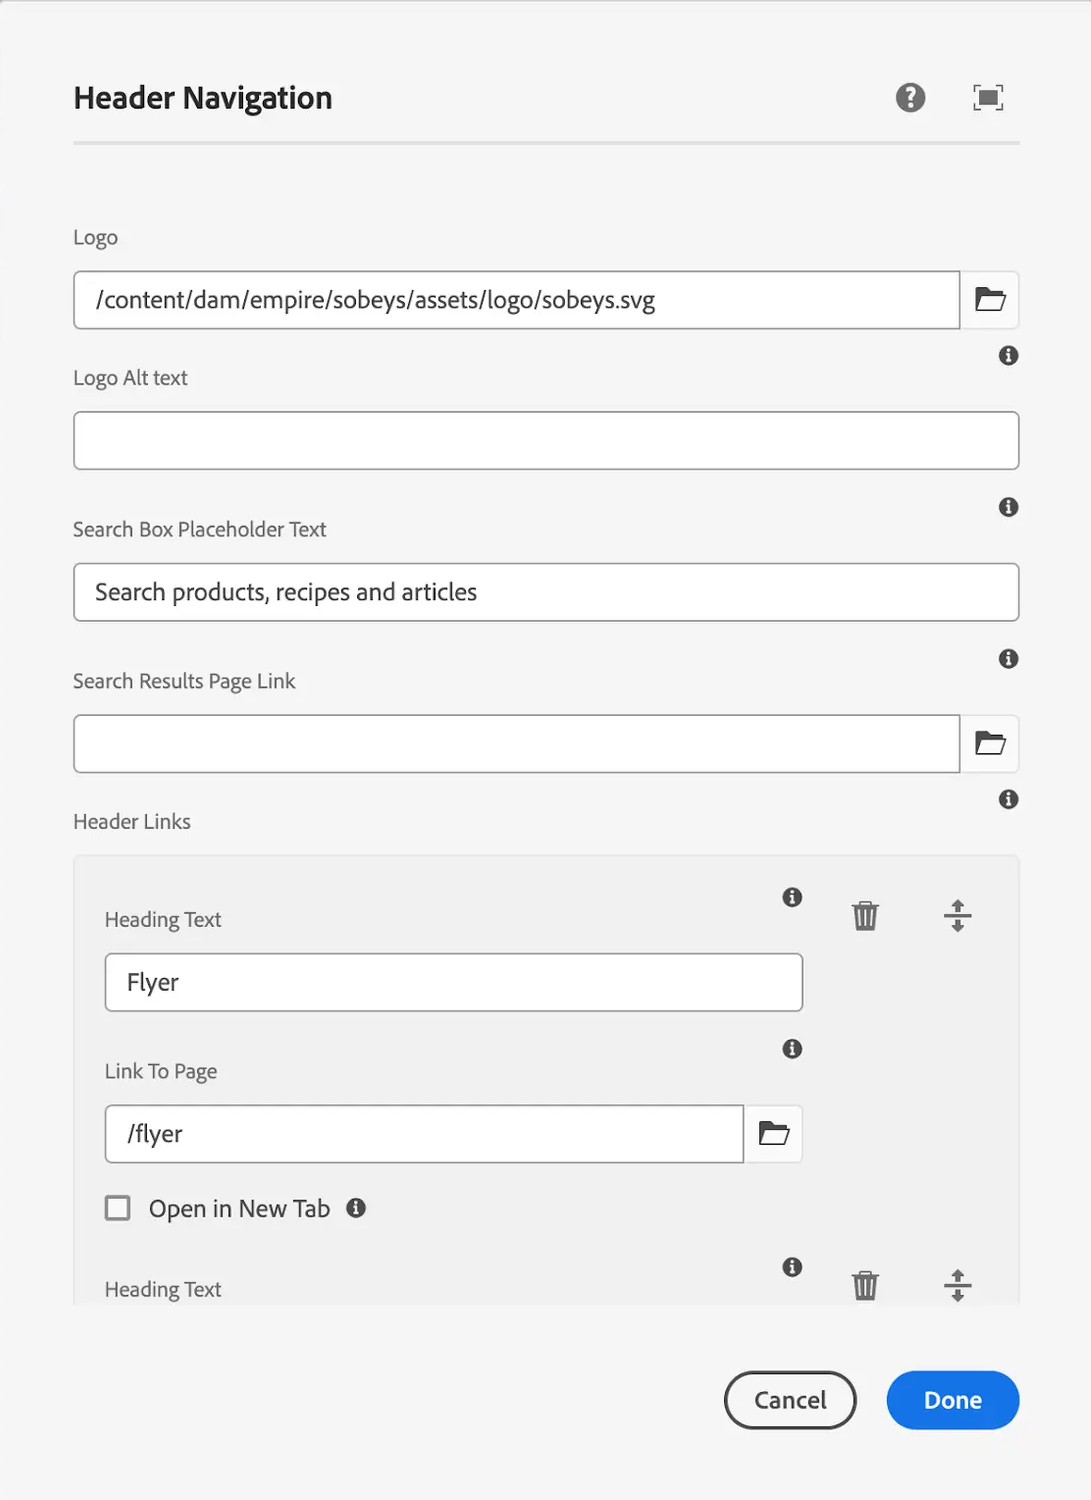 Header Navigation
Logo
/content/dam/empire/sobeys/assets/logo/sobeys.svg
Logo Alt text
Search Box Placeholder Text
Search products, recipes and articles
Search Results Page Link
Header Links
Heading Text
Flyer
Link To Page
/flyer
Open in New Tab
Heading Text
Cancel
Done